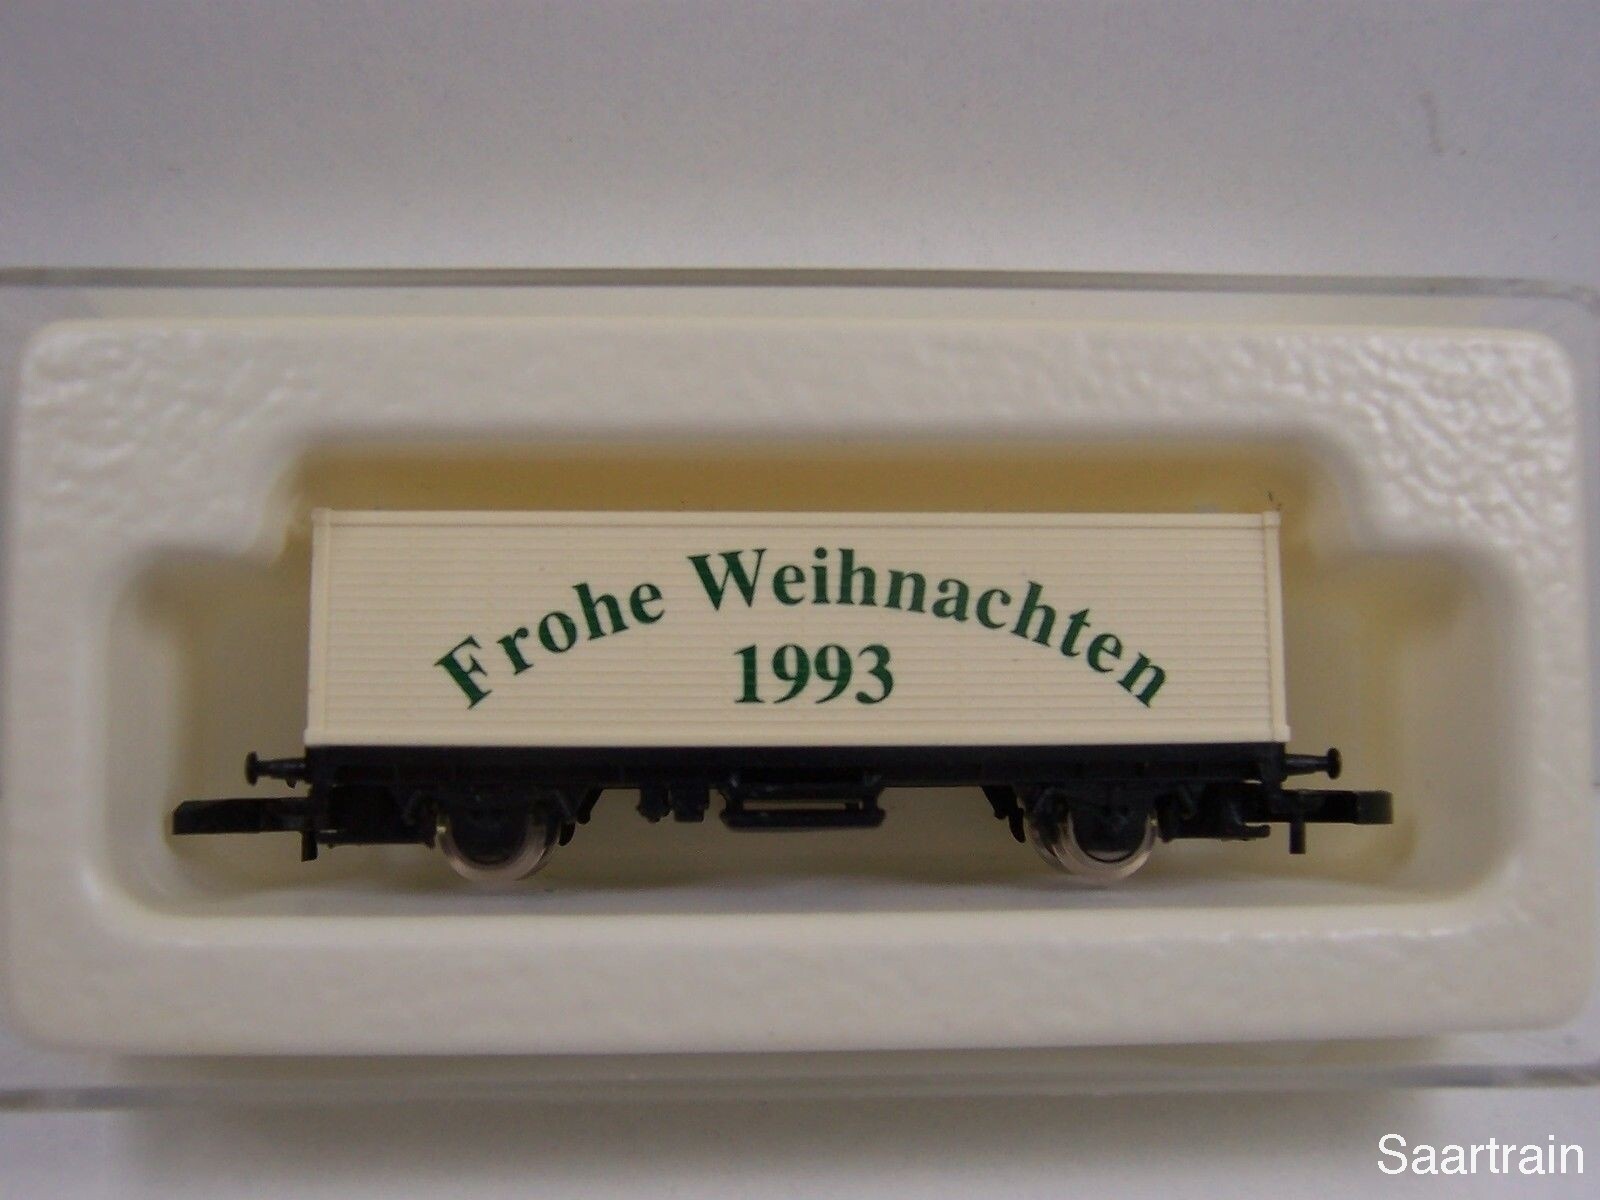 Frohe Weihnachten
1993
Saartrain